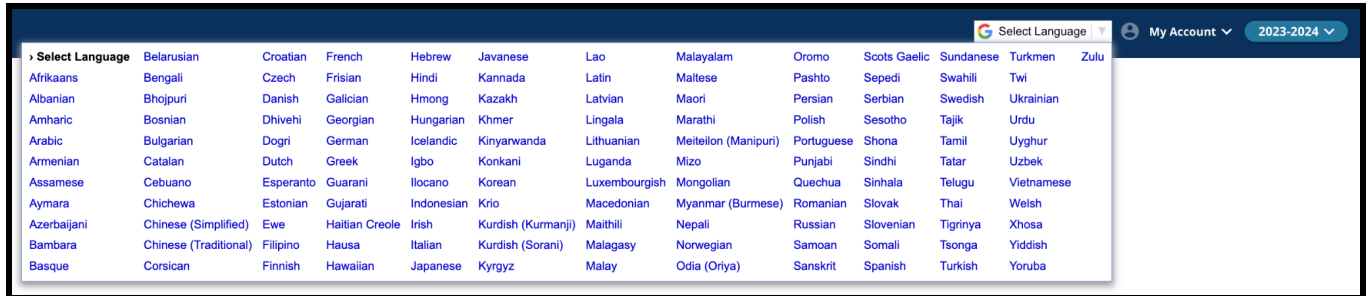 Select Language ▼ My Account 2023-2024
› Select Language Belarusian Croatian French Hebrew Javanese Lao Malayalam Oromo Scots Gaelic Sundanese Turkmen Zulu
Afrikaans Bengali Czech Frisian Hindi Kannada Latin Maltese Pashto Sepedi Swahili Twi
Albanian Bhojpuri Danish Galician Hmong Kazakh Latvian Maori Persian Serbian Swedish Ukrainian
Amharic Bosnian Dhivehi Georgian Hungarian Khmer Lingala Marathi Polish Sesotho Tajik Urdu
Arabic Bulgarian Dogri German Icelandic Kinyarwanda Lithuanian Meiteilon (Manipuri) Portuguese Shona Tamil Uyghur
Armenian Catalan Dutch Greek Igbo Konkani Luganda Mizo Punjabi Sindhi Tatar Uzbek
Assamese Cebuano Esperanto Guarani Ilocano Korean Luxembourgish Mongolian Quechua Sinhala Telugu Vietnamese
Aymara Chichewa Estonian Gujarati Indonesian Krio Macedonian Myanmar (Burmese) Romanian Slovak Thai Welsh
Azerbaijani Chinese (Simplified) Ewe Haitian Creole Irish Kurdish (Kurmanji) Maithili Nepali Russian Slovenian Tigrinya Xhosa
Bambara Chinese (Traditional) Filipino Hausa Italian Kurdish (Sorani) Malagasy Norwegian Samoan Somali Tsonga Yiddish
Basque Corsican Finnish Hawaiian Japanese Kyrgyz Malay Odia (Oriya) Sanskrit Spanish Turkish Yoruba